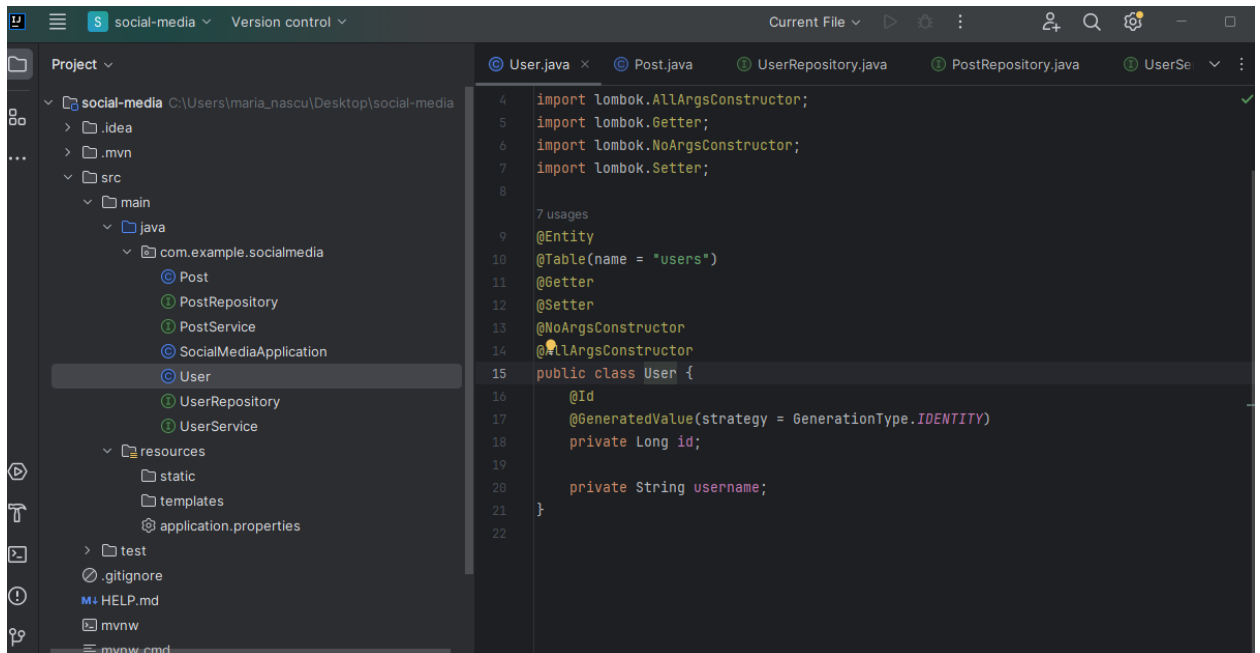 S social-media Version control Current File
Project
User.java Post.java UserRepository.java PostRepository.java UserSe
social-media C:\Users\maria_nascu\Desktop\social-media
.idea
.mvn
src
main
java
com.example.socialmedia
Post
PostRepository
PostService
SocialMediaApplication
User
UserRepository
UserService
resources
static
templates
application.properties
test
.gitignore
M↓ HELP.md
mvnw
mvnw.cmd
4 import lombok.AllArgsConstructor;
5 import lombok.Getter;
6 import lombok.NoArgsConstructor;
7 import lombok.Setter;
8
7 usages
9 @Entity
10 @Table(name = "users")
11 @Getter
12 @Setter
13 @NoArgsConstructor
14 @AllArgsConstructor
15 public class User {
16 @Id
17 @GeneratedValue(strategy = GenerationType.IDENTITY)
18 private Long id;
19
20 private String username;
21 }
22